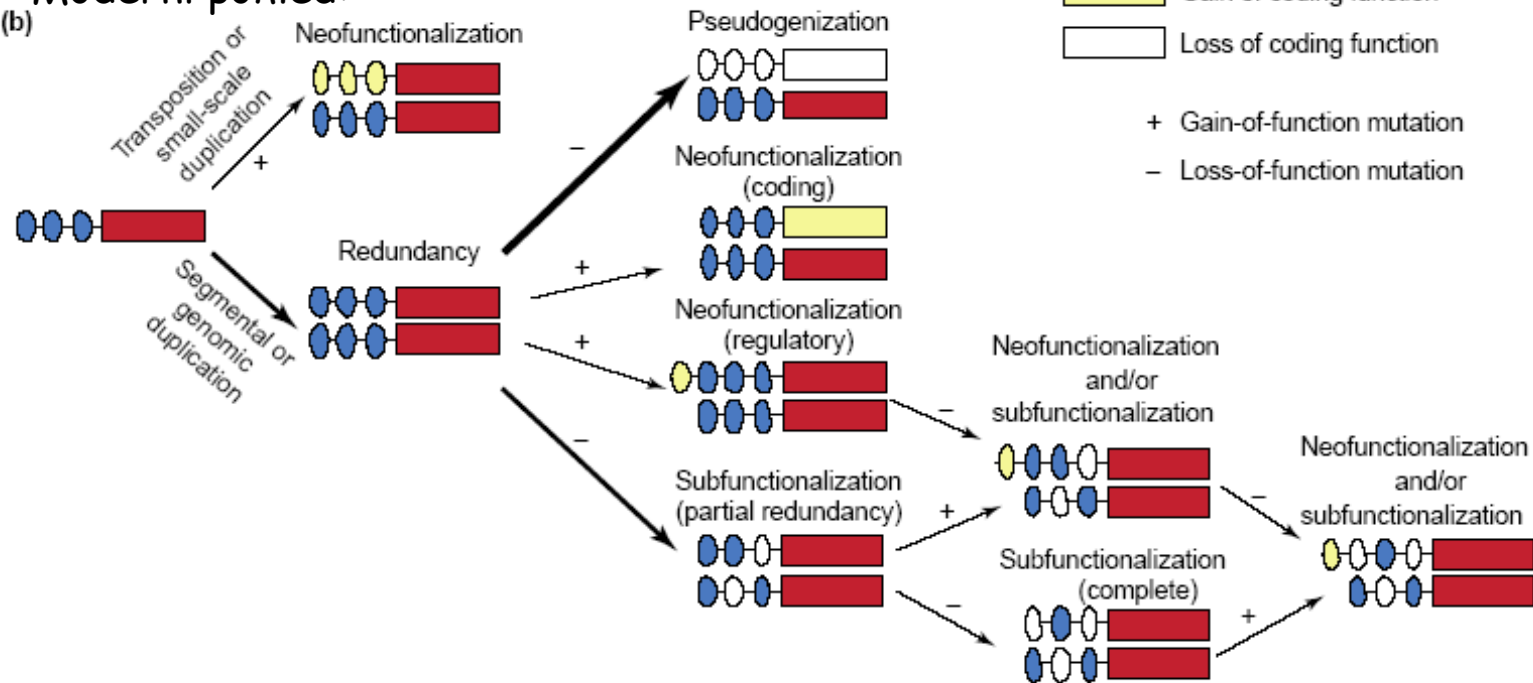 (b)
Neofunctionalization
Transposition or
small-scale
duplication
+
Segmental or
genomic
duplication
Redundancy
−
+
+
−
Pseudogenization
Neofunctionalization
(coding)
Neofunctionalization
(regulatory)
−
Subfunctionalization
(partial redundancy)
+
−
Neofunctionalization
and/or
subfunctionalization
−
Subfunctionalization
(complete)
+
Neofunctionalization
and/or
subfunctionalization
Loss of coding function
+ Gain-of-function mutation
− Loss-of-function mutation